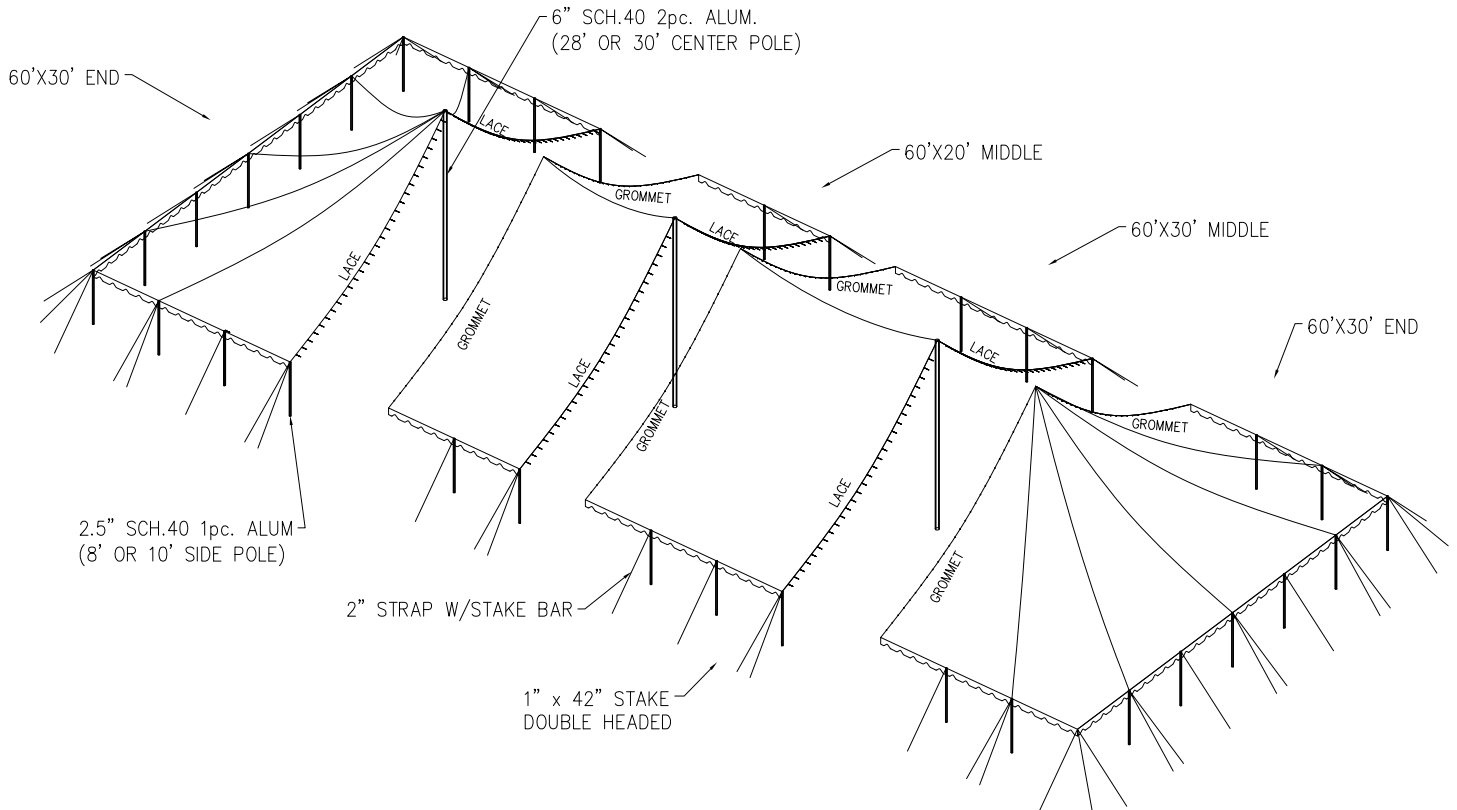 6” SCH.40 2pc. ALUM.
(28’ OR 30’ CENTER POLE)
60’X30’ END
LACE
60’X20’ MIDDLE
GROMMET
LACE
60’X30’ MIDDLE
LACE
GROMMET
GROMMET
LACE
60’X30’ END
LACE
GROMMET
GROMMET
LACE
GROMMET
2.5” SCH.40 1pc. ALUM
(8’ OR 10’ SIDE POLE)
2” STRAP W/STAKE BAR
1” x 42” STAKE
DOUBLE HEADED